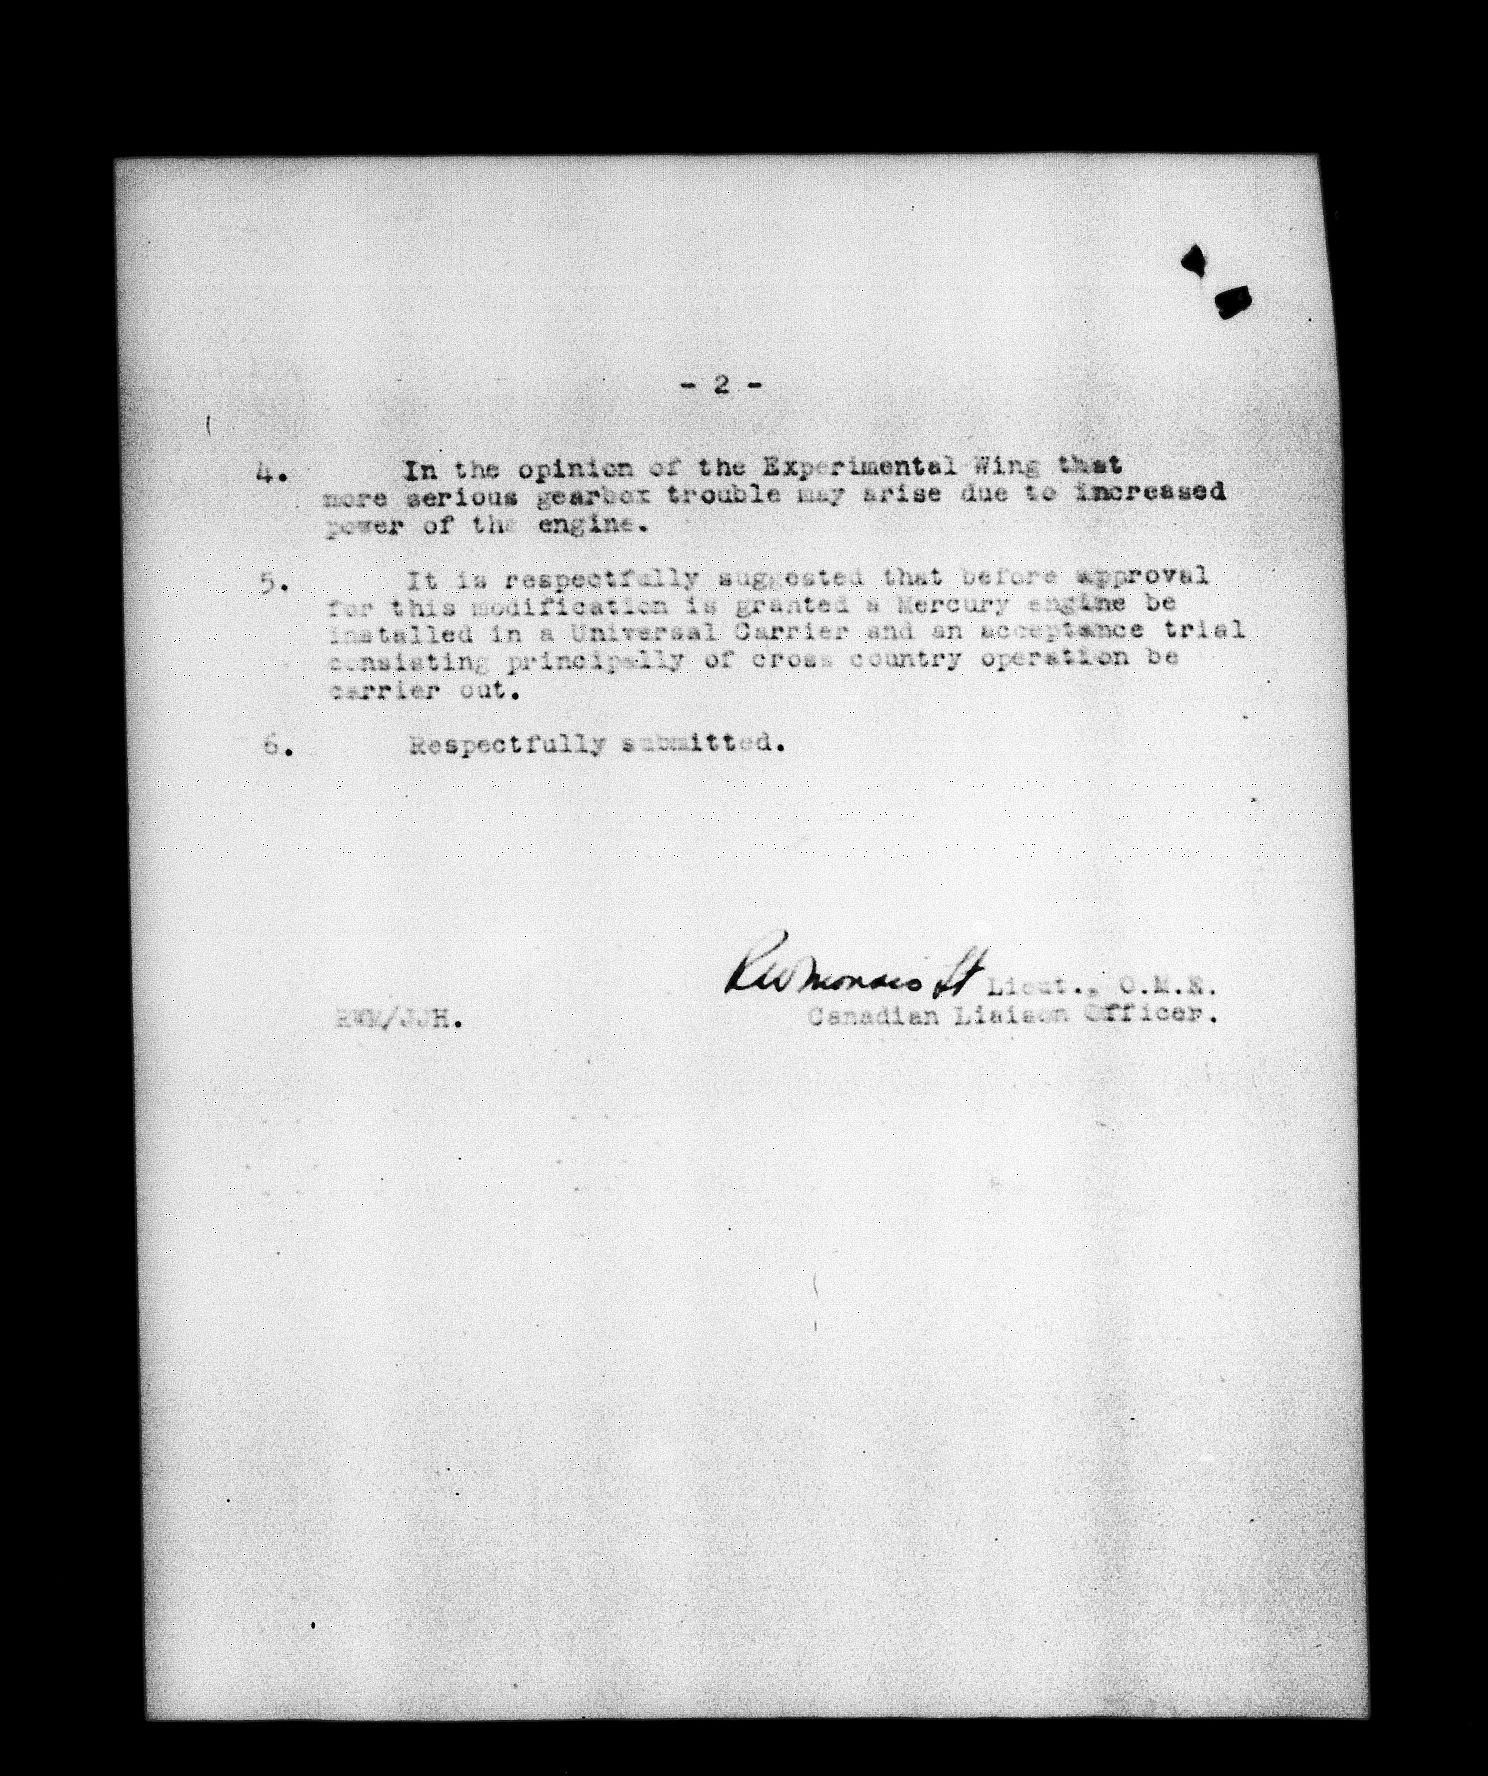 - 2 -
4. In the opinion of the Experimental Wing that
more serious gearbox trouble may arise due to increased
power of the engine.
5. It is respectfully suggested that before approval
for this modification is granted a Mercury engine be
installed in a Universal Carrier and an acceptance trial
consisting principally of cross country operation be
carrier out.
6. Respectfully submitted.
Lt Lieut., O.M.E.
RWM/JJH. Canadian Liaison Officer.